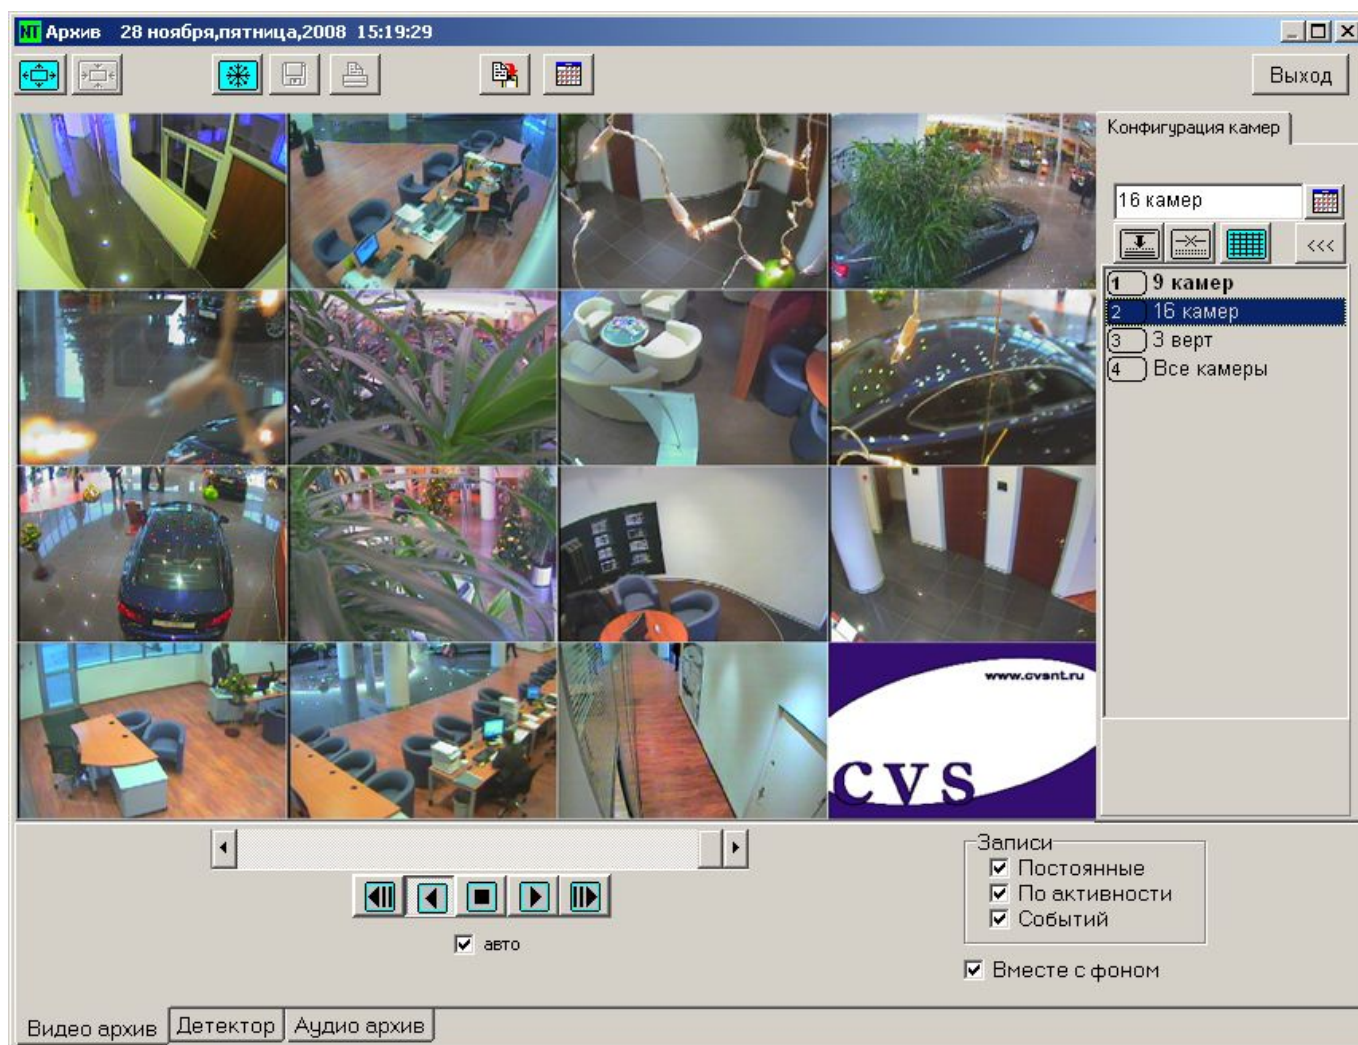 NT Архив 28 ноября,пятница,2008 15:19:29
Выход
Конфигурация камер
16 камер
<<<
1 9 камер
2 16 камер
3 3 верт
4 Все камеры
www.cvsnt.ru
CVS
Записи
Постоянные
По активности
Событий
авто
Вместе с фоном
Видео архив Детектор Аудио архив